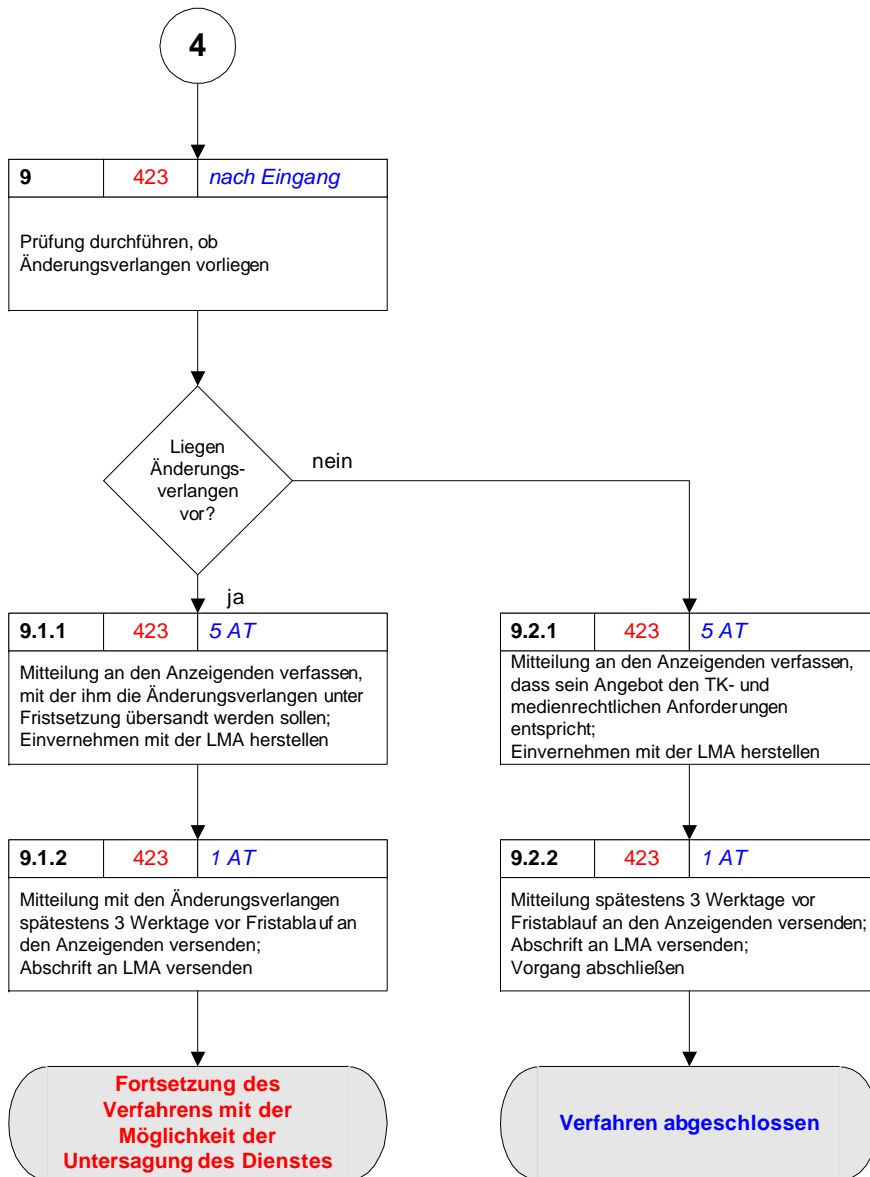 4
9 423 nach Eingang
Prüfung durchführen, ob
Änderungsverlangen vorliegen
Liegen
Änderungs-
verlangen
vor?
nein
ja
9.1.1 423 5 AT
Mitteilung an den Anzeigenden verfassen,
mit der ihm die Änderungsverlangen unter
Fristsetzung übersandt werden sollen;
Einvernehmen mit der LMA herstellen
9.2.1 423 5 AT
Mitteilung an den Anzeigenden verfassen,
dass sein Angebot den TK- und
medienrechtlichen Anforderungen
entspricht;
Einvernehmen mit der LMA herstellen
9.1.2 423 1 AT
Mitteilung mit den Änderungsverlangen
spätestens 3 Werktage vor Fristablauf an
den Anzeigenden versenden;
Abschrift an LMA versenden
9.2.2 423 1 AT
Mitteilung spätestens 3 Werktage vor
Fristablauf an den Anzeigenden versenden;
Abschrift an LMA versenden;
Vorgang abschließen
Fortsetzung des
Verfahrens mit der
Möglichkeit der
Untersagung des Dienstes
Verfahren abgeschlossen